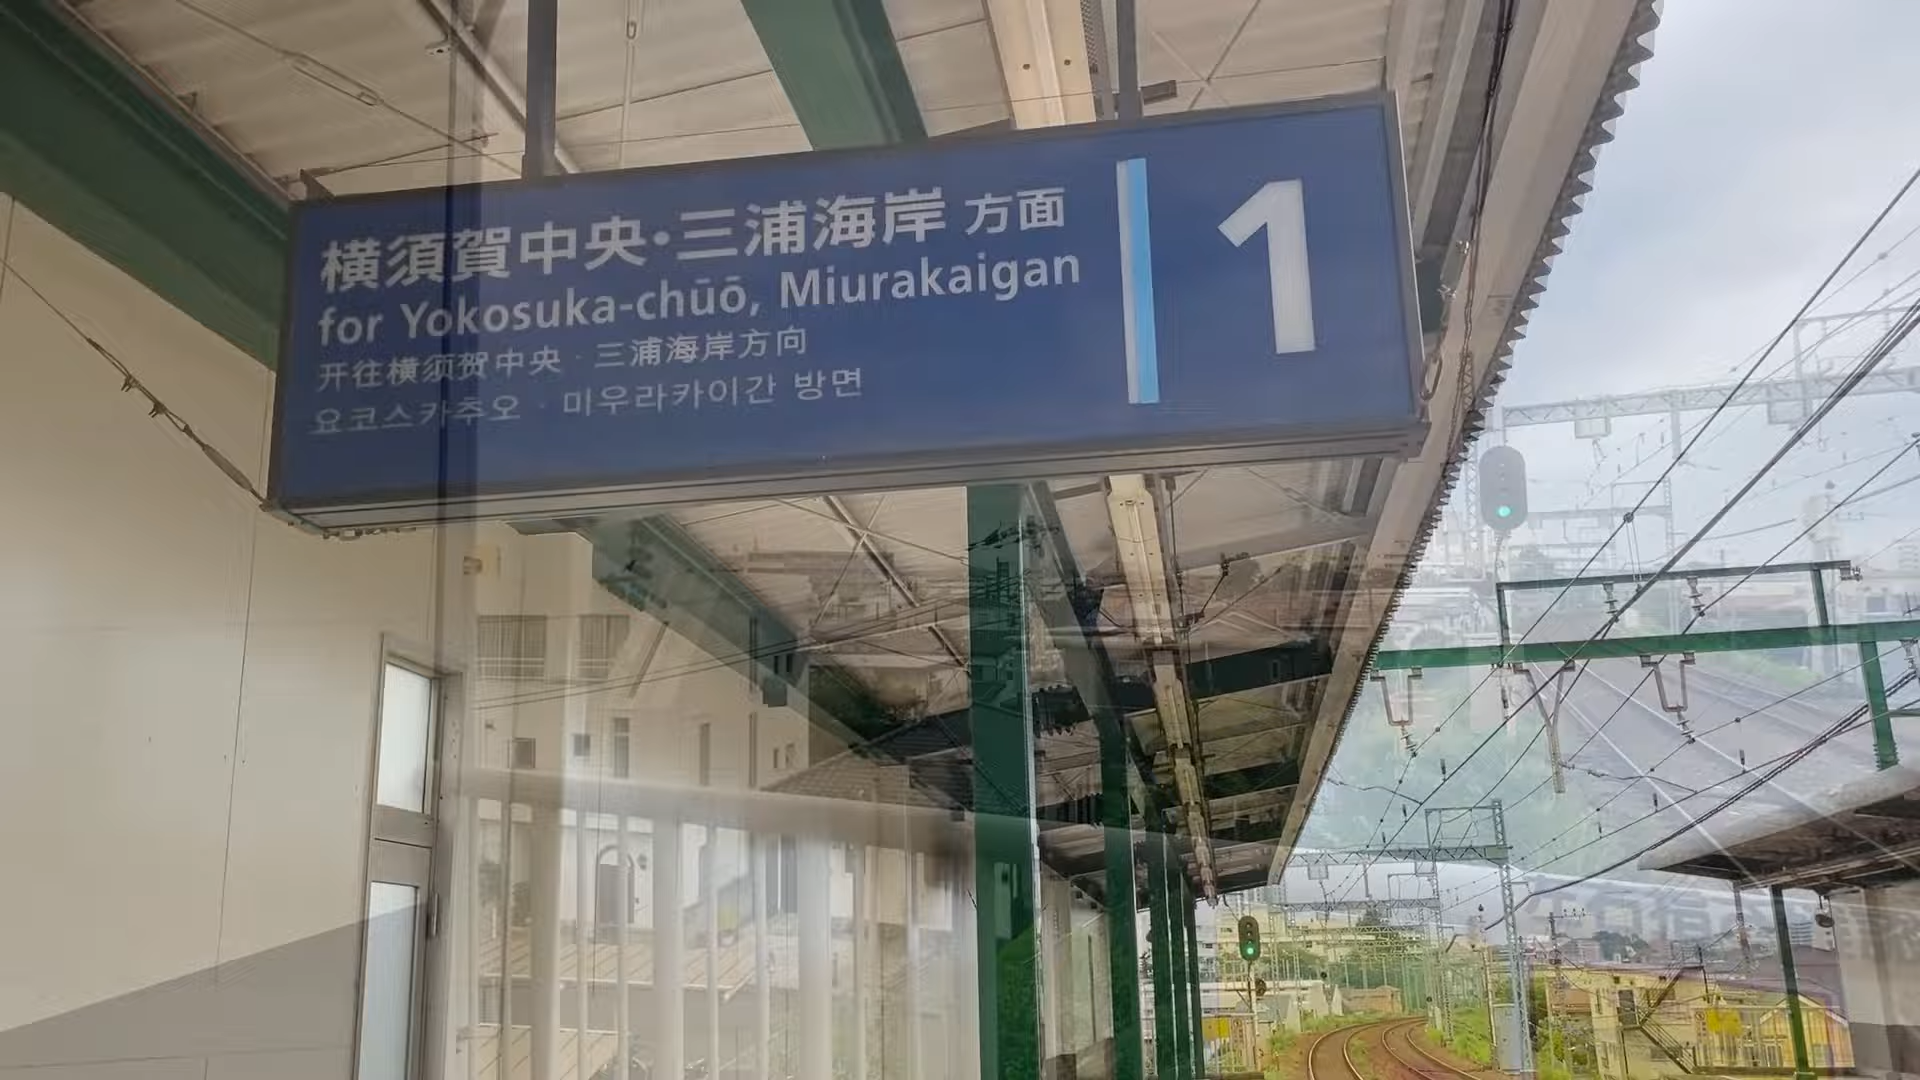 横須賀中央・三浦海岸 方面
for Yokosuka-chūō, Miurakaigan
开往横须贺中央・三浦海岸方向
요코스카추오・미우라카이간 방면
1